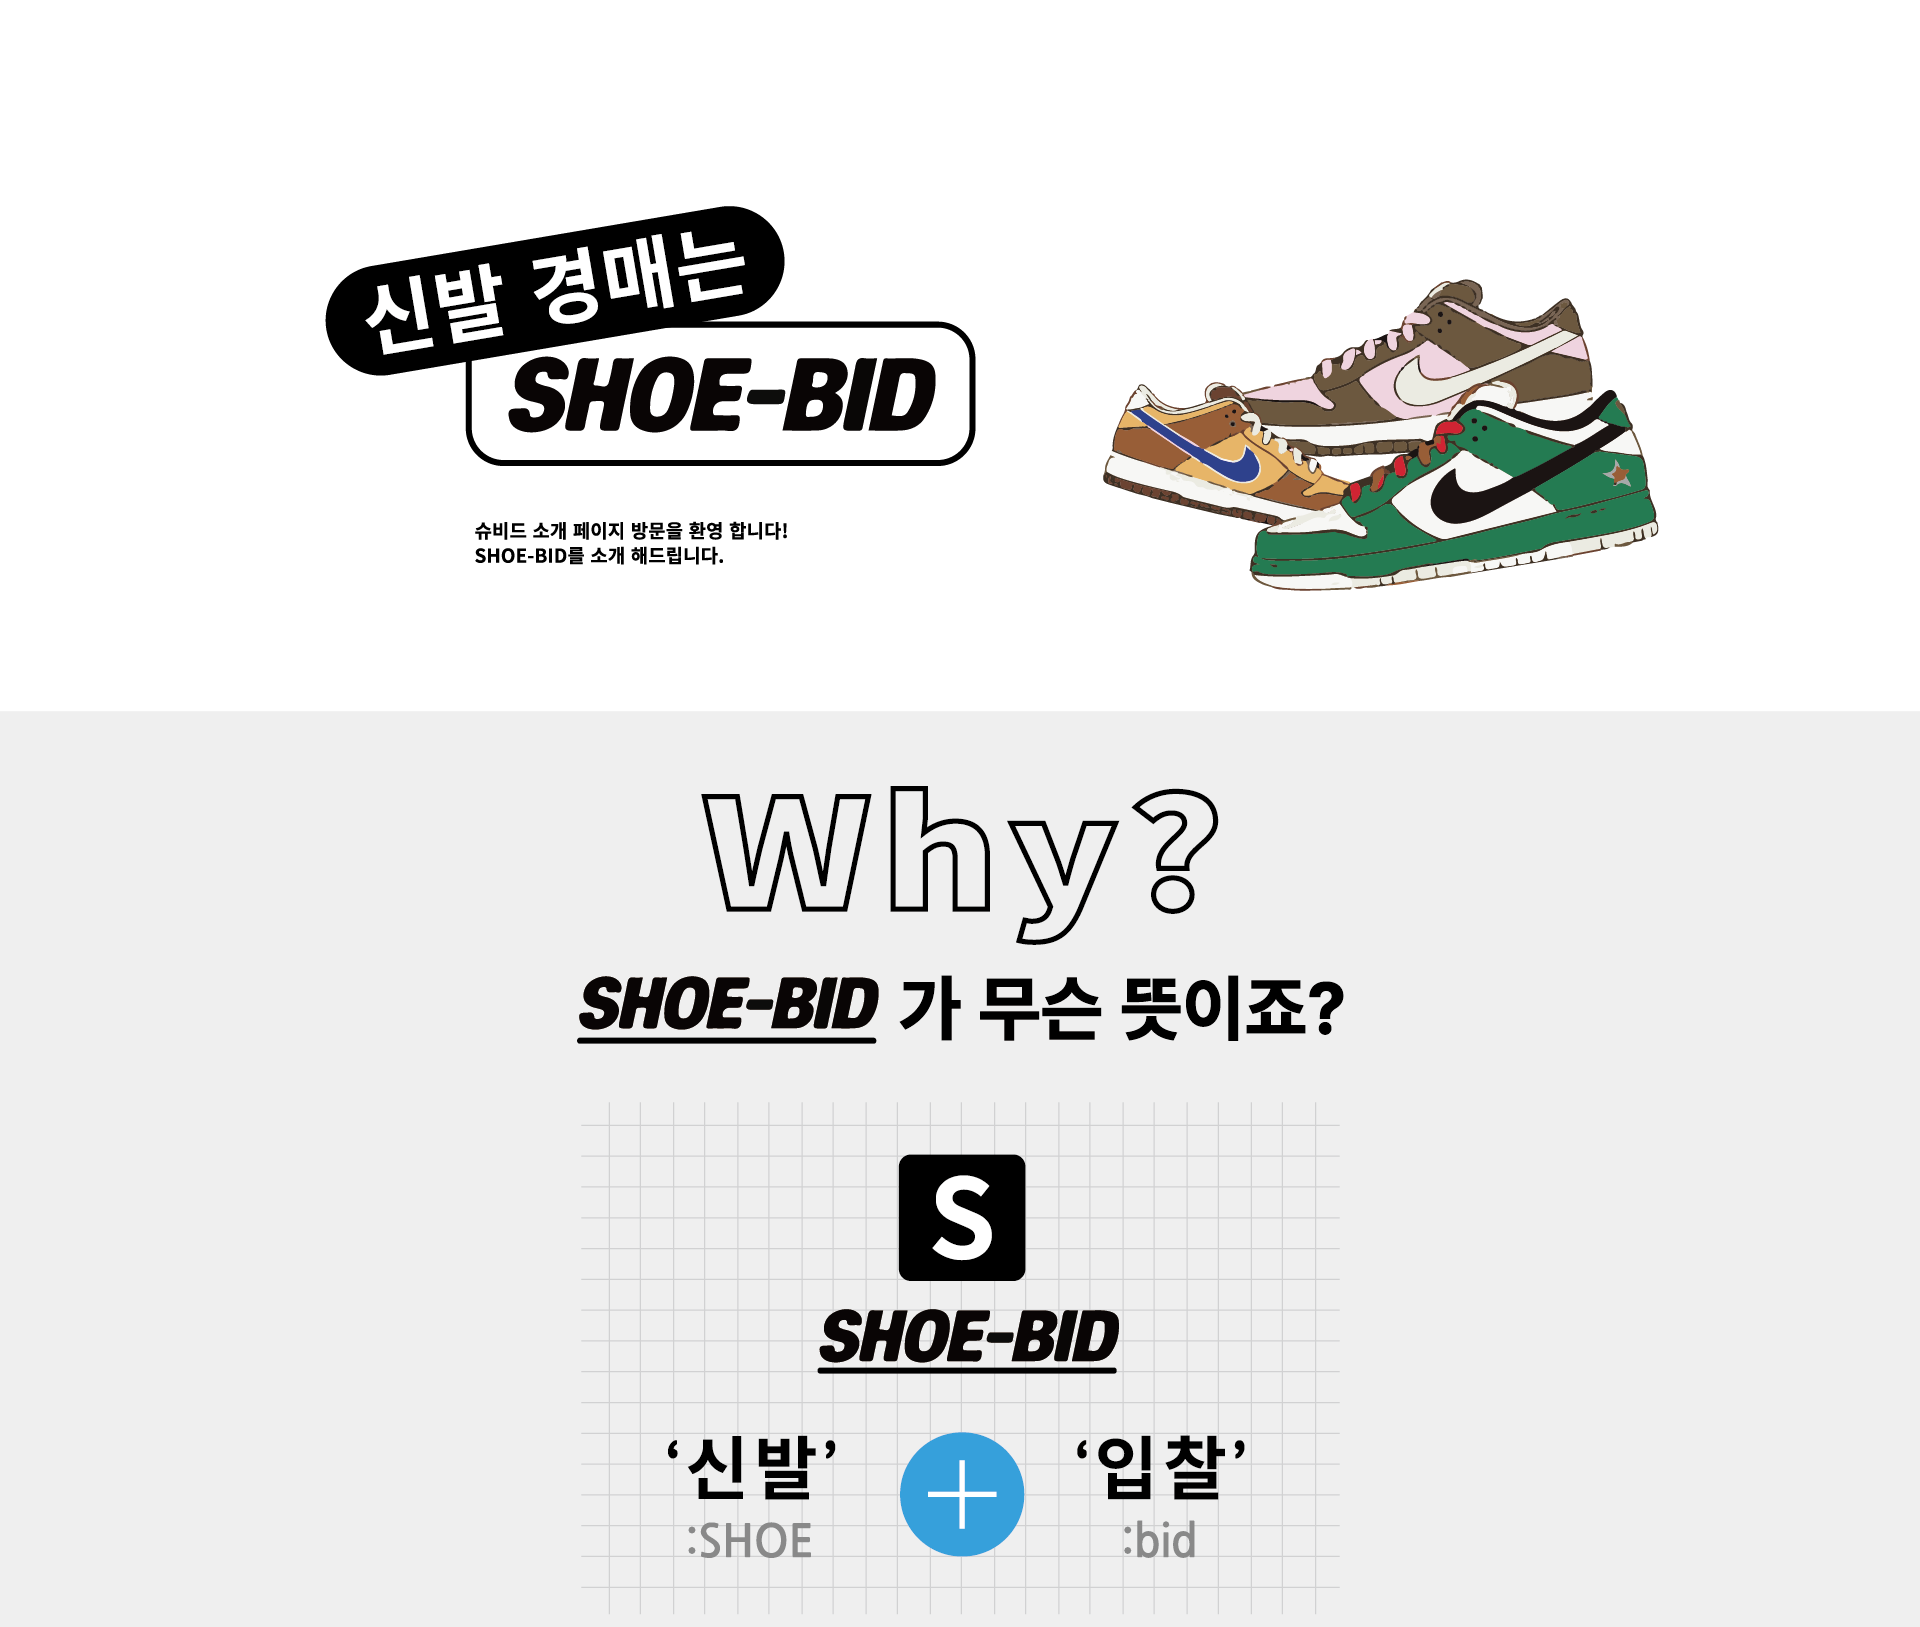 신발 경매는
SHOE-BID
슈비드 소개 페이지 방문을 환영 합니다!
SHOE-BID를 소개 해드립니다.
Why?
SHOE-BID 가 무슨 뜻이죠?
S
SHOE-BID
‘신발’ + ‘입찰’
:SHOE :bid